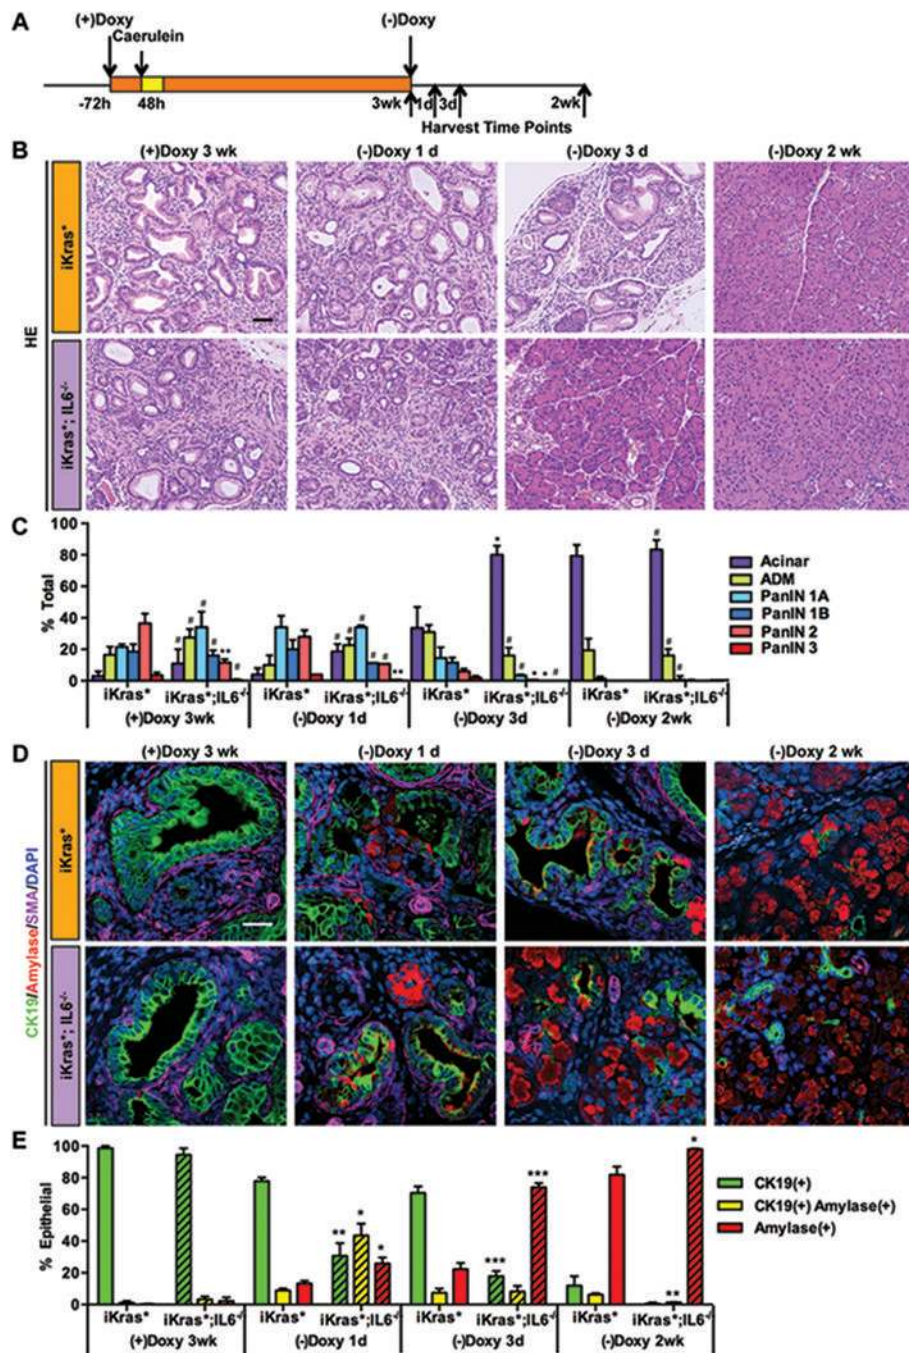 A
(+)Doxy
(-)Doxy
Caerulein
-72h
48h
3wk
1d
3d
2wk
Harvest Time Points
B
(+)Doxy 3 wk
(-)Doxy 1 d
(-)Doxy 3 d
(-)Doxy 2 wk
HE
iKras*
iKras*; IL6-/-
C
% Total
100
80
60
40
20
0
* #
# # # # ** #
# # # # **
# # * * #
# #
Acinar
ADM
PanIN 1A
PanIN 1B
PanIN 2
PanIN 3
iKras* iKras*;IL6-/- iKras* iKras*;IL6-/- iKras* iKras*;IL6-/- iKras* iKras*;IL6-/-
(+)Doxy 3wk (-)Doxy 1d (-)Doxy 3d (-)Doxy 2wk
D
(+)Doxy 3 wk
(-)Doxy 1 d
(-)Doxy 3 d
(-)Doxy 2 wk
CK19/Amylase/SMA/DAPI
iKras*
iKras*; IL6-/-
E
% Epithelial
100
80
60
40
20
0
** * *
*** ***
** *
CK19(+)
CK19(+) Amylase(+)
Amylase(+)
iKras* iKras*;IL6-/- iKras* iKras*;IL6-/- iKras* iKras*;IL6-/- iKras* iKras*;IL6-/-
(+)Doxy 3wk (-)Doxy 1d (-)Doxy 3d (-)Doxy 2wk